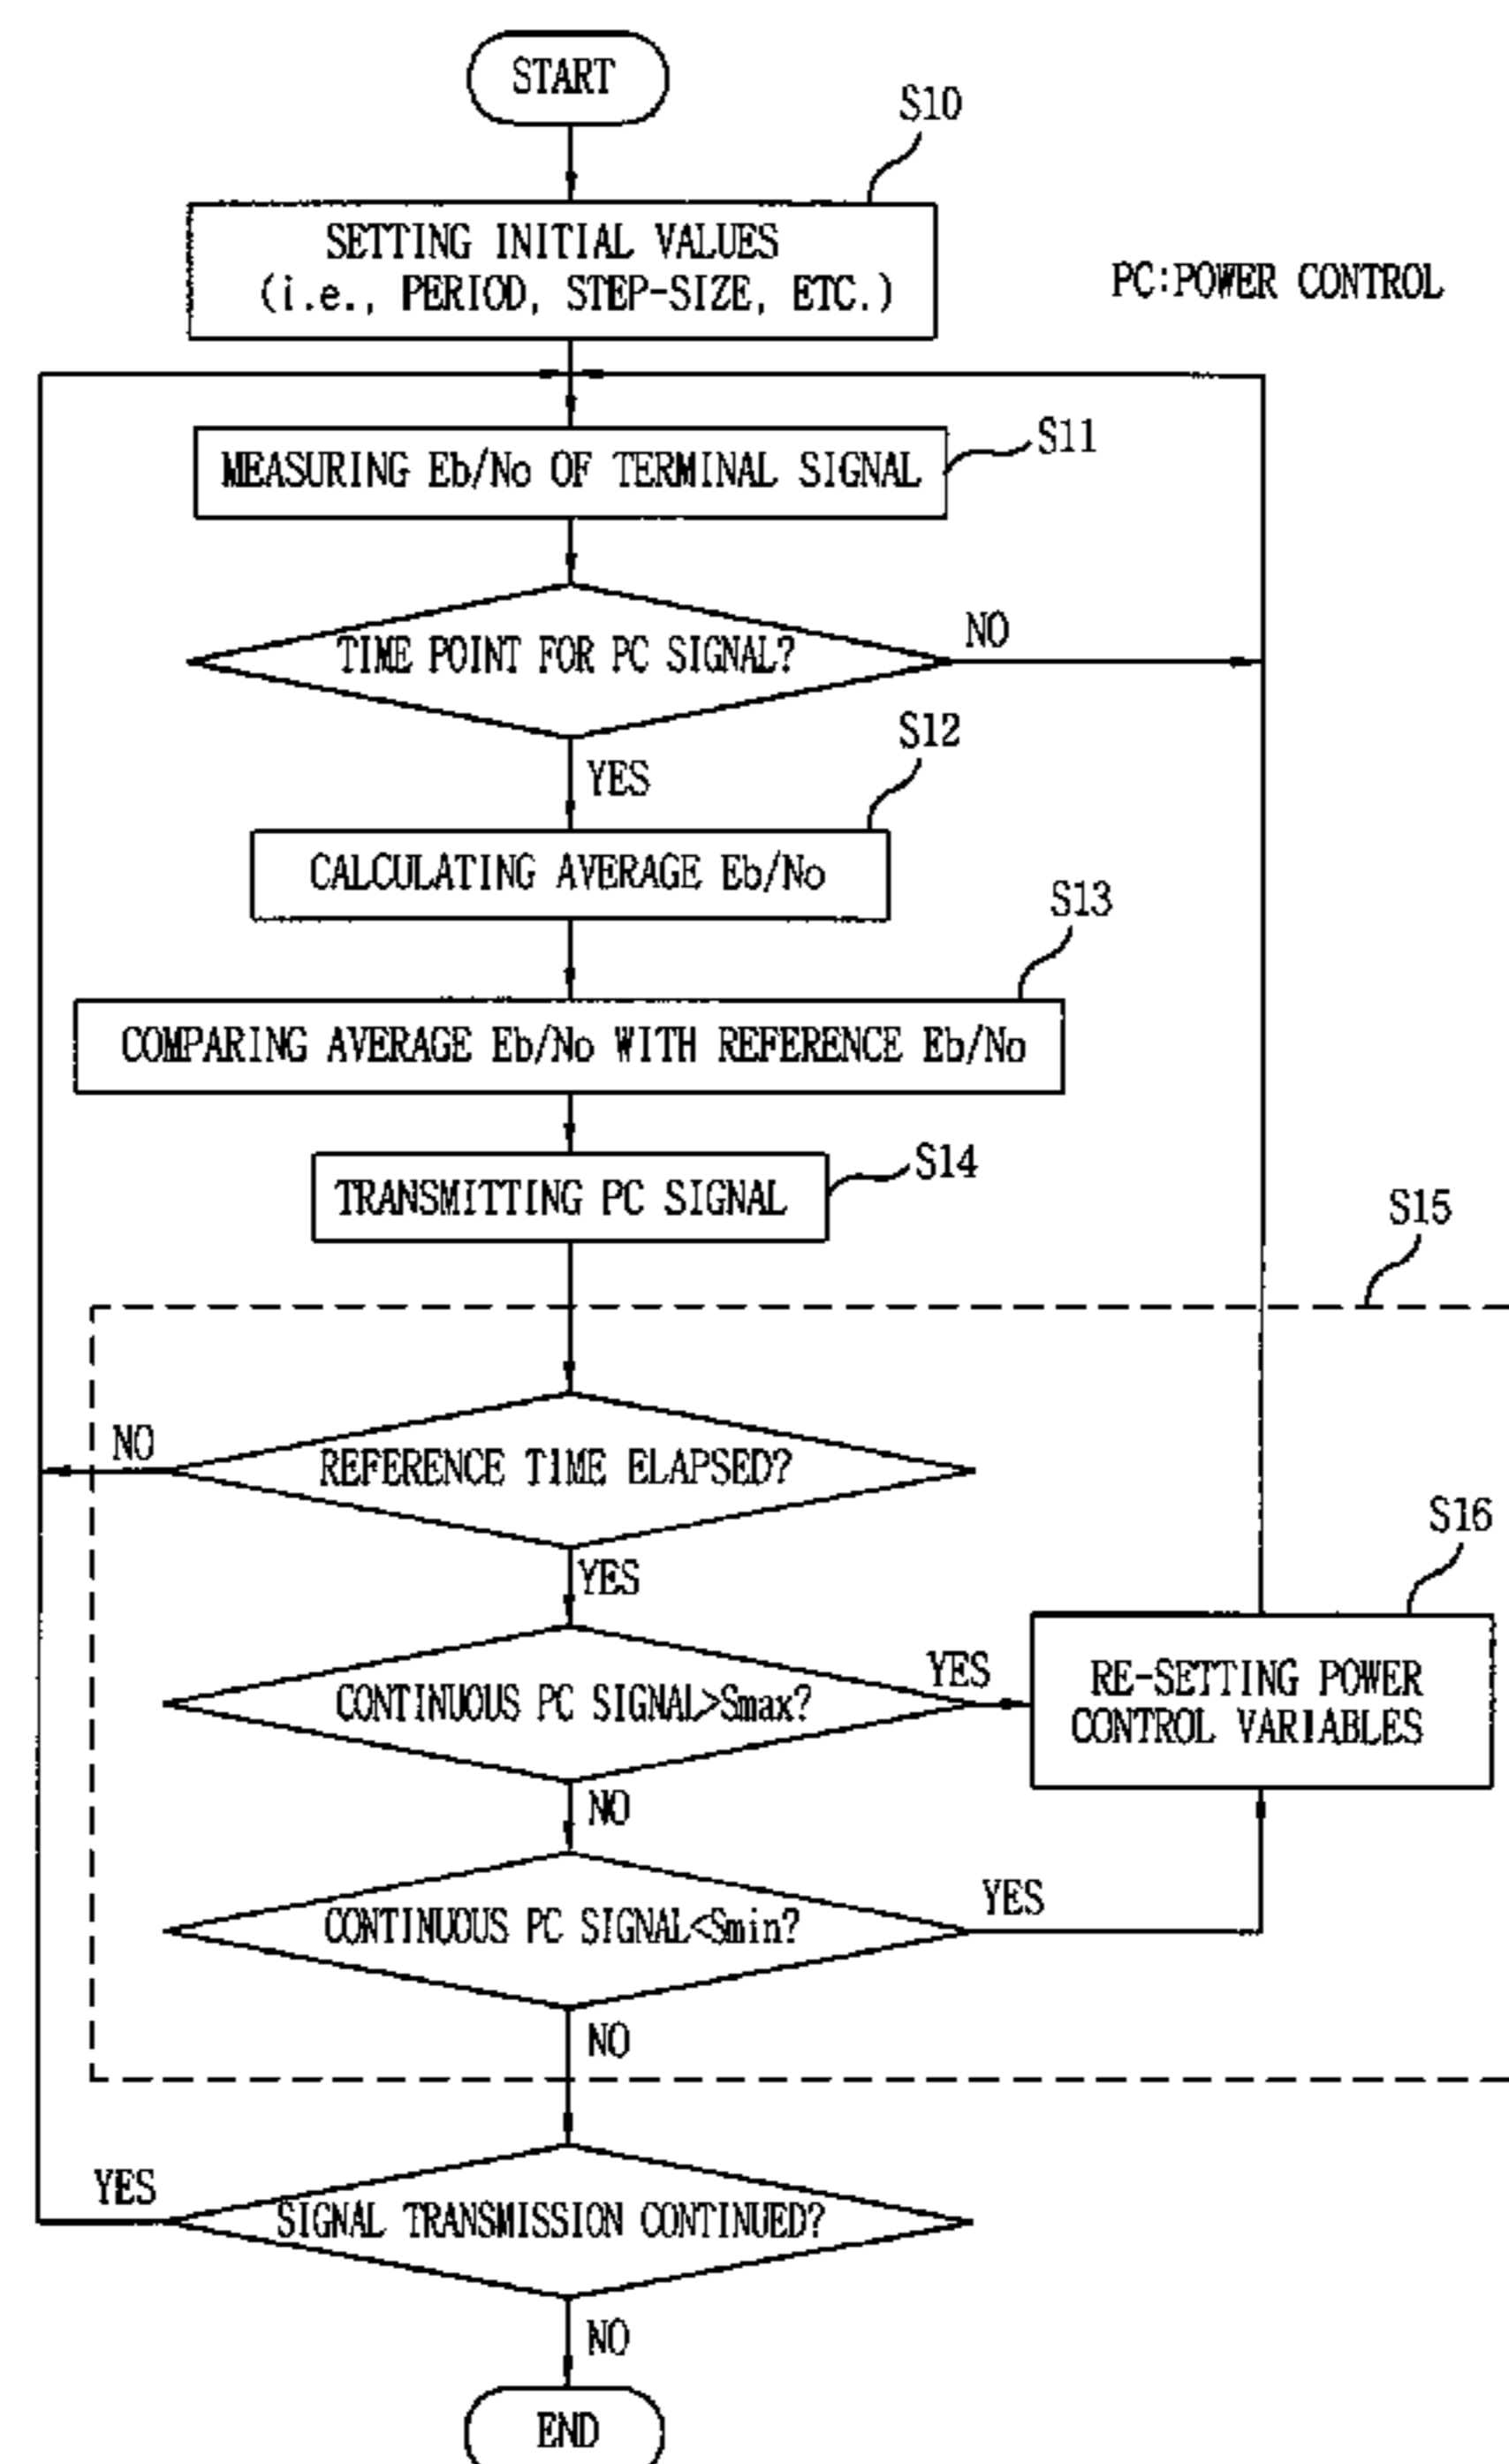 START
S10
SETTING INITIAL VALUES
(i.e., PERIOD, STEP-SIZE, ETC.)
PC:POWER CONTROL
S11
MEASURING Eb/No OF TERMINAL SIGNAL
TIME POINT FOR PC SIGNAL?
NO
YES
S12
CALCULATING AVERAGE Eb/No
S13
COMPARING AVERAGE Eb/No WITH REFERENCE Eb/No
S14
TRANSMITTING PC SIGNAL
S15
NO
REFERENCE TIME ELAPSED?
YES
S16
CONTINUOUS PC SIGNAL>Smax?
YES
RE-SETTING POWER
CONTROL VARIABLES
NO
CONTINUOUS PC SIGNAL<Smin?
YES
NO
YES
SIGNAL TRANSMISSION CONTINUED?
NO
END